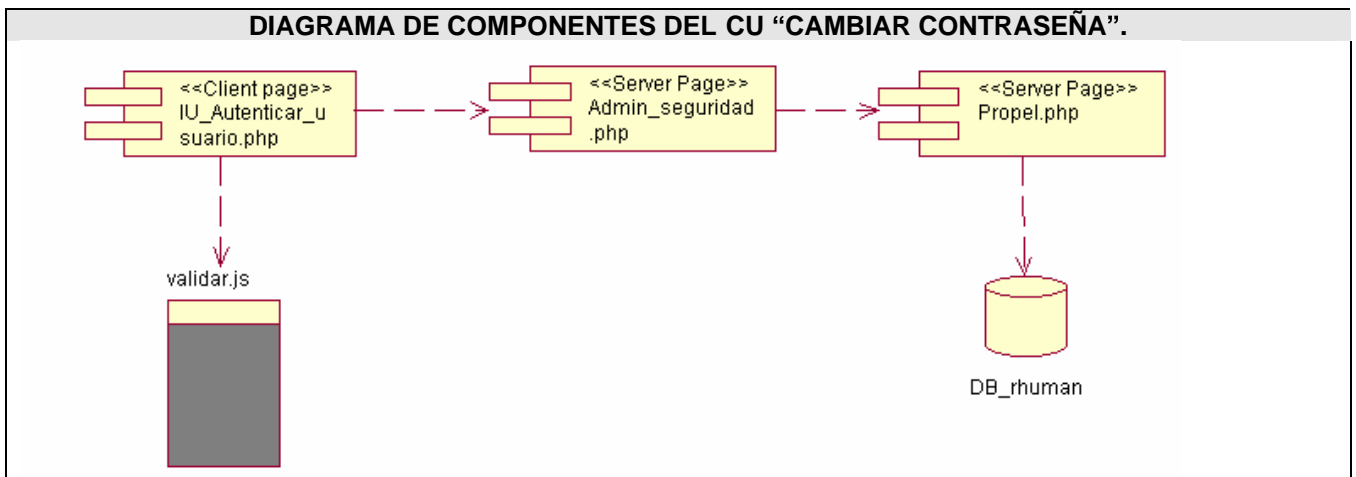 DIAGRAMA DE COMPONENTES DEL CU “CAMBIAR CONTRASEÑA”.
<<Client page>>
IU_Autenticar_u
suario.php
<<Server Page>>
Admin_seguridad
.php
<<Server Page>>
Propel.php
validar.js
DB_rhuman